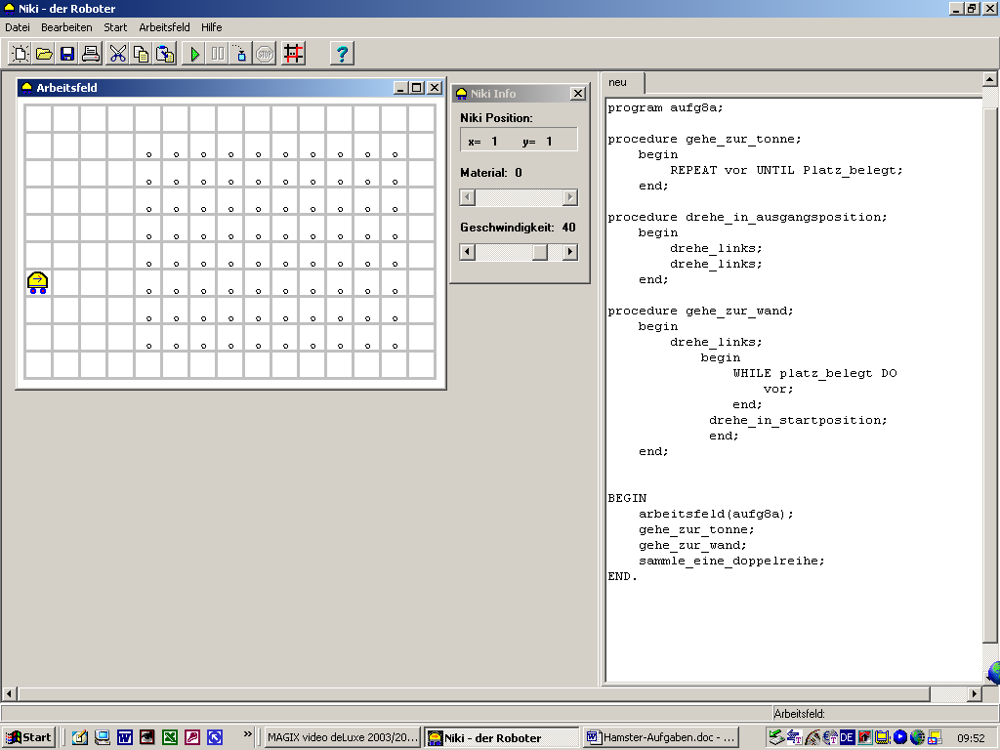 Niki - der Roboter
Datei Bearbeiten Start Arbeitsfeld Hilfe
STOP
?
Arbeitsfeld
Niki Info
Niki Position:
x= 1 y= 1
Material: 0
Geschwindigkeit: 40
neu
program aufg8a;
procedure gehe_zur_tonne;
begin
REPEAT vor UNTIL Platz_belegt;
end;
procedure drehe_in_ausgangsposition;
begin
drehe_links;
drehe_links;
end;
procedure gehe_zur_wand;
begin
drehe_links;
begin
WHILE platz_belegt DO
vor;
end;
drehe_in_startposition;
end;
end;
BEGIN
arbeitsfeld(aufg8a);
gehe_zur_tonne;
gehe_zur_wand;
sammle_eine_doppelreihe;
END.
Arbeitsfeld:
Start
»
MAGIX video deLuxe 2003/20...
Niki - der Roboter
Hamster-Aufgaben.doc - ...
DE
09:52